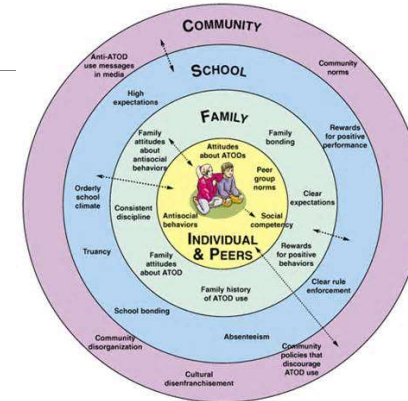 COMMUNITY
Anti-ATOD
use messages
in media
Community
norms
SCHOOL
High
expectations
Rewards
for positive
performance
FAMILY
Family
attitudes
about
antisocial
behaviors
Attitudes
about ATODs
Family
bonding
Peer
group
norms
Orderly
school
climate
Consistent
discipline
Clear
expectations
Antisocial
behaviors
Social
competency
INDIVIDUAL
& PEERS
Truancy
Family
attitudes
about ATOD
Rewards
for positive
behaviors
Family history
of ATOD use
Clear rule
enforcement
School bonding
Absenteeism
Community
disorganization
Community
policies that
discourage
ATOD use
Cultural
disenfranchisement